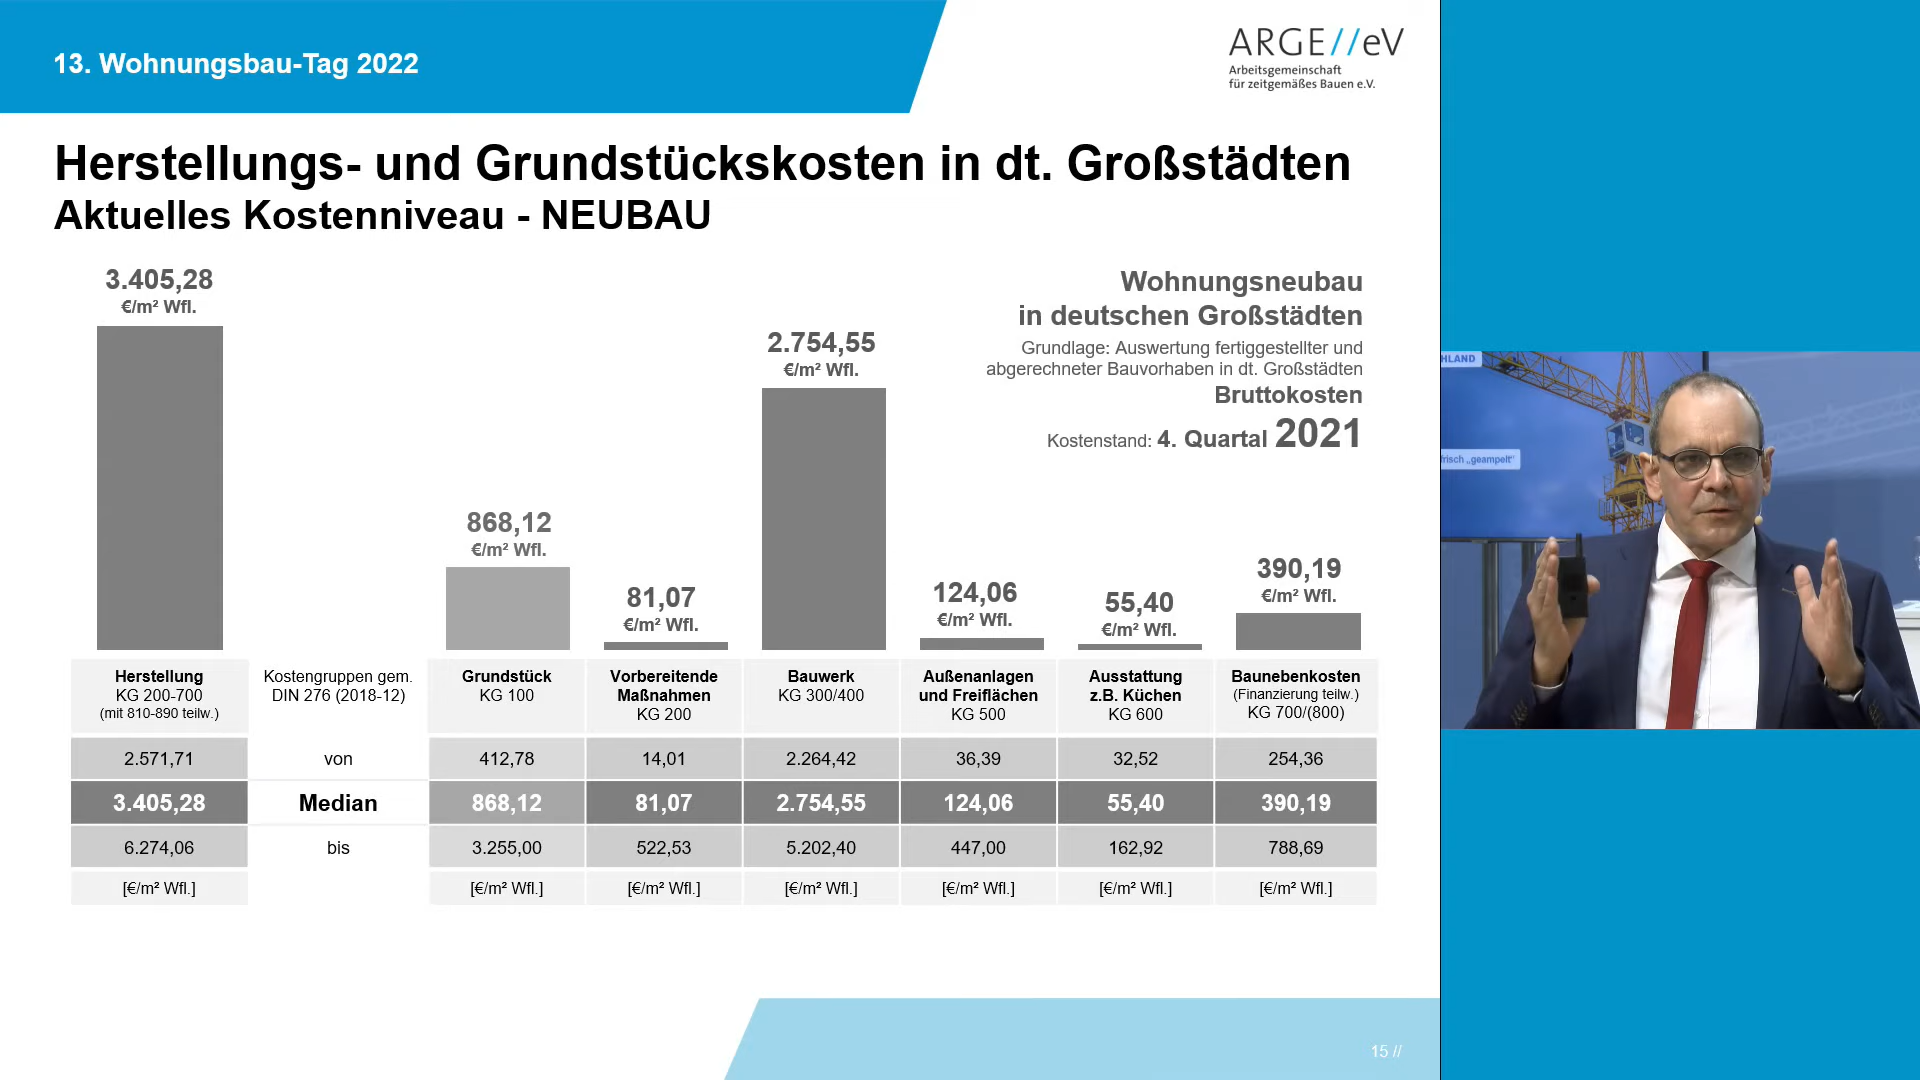 13. Wohnungsbau-Tag 2022
ARGE//eV
Arbeitsgemeinschaft
für zeitgemäßes Bauen e.V.
Herstellungs- und Grundstückskosten in dt. Großstädten
Aktuelles Kostenniveau - NEUBAU
3.405,28
€/m² Wfl.
868,12
€/m² Wfl.
81,07
€/m² Wfl.
2.754,55
€/m² Wfl.
124,06
€/m² Wfl.
55,40
€/m² Wfl.
390,19
€/m² Wfl.
Wohnungsneubau
in deutschen Großstädten
Grundlage: Auswertung fertiggestellter und
abgerechneter Bauvorhaben in dt. Großstädten
Bruttokosten
Kostenstand: 4. Quartal 2021
Herstellung
KG 200-700
(mit 810-890 teilw.)
Kostengruppen gem.
DIN 276 (2018-12)
Grundstück
KG 100
Vorbereitende
Maßnahmen
KG 200
Bauwerk
KG 300/400
Außenanlagen
und Freiflächen
KG 500
Ausstattung
z.B. Küchen
KG 600
Baunebenkosten
(Finanzierung teilw.)
KG 700/(800)
2.571,71 von 412,78 14,01 2.264,42 36,39 32,52 254,36
3.405,28 Median 868,12 81,07 2.754,55 124,06 55,40 390,19
6.274,06 bis 3.255,00 522,53 5.202,40 447,00 162,92 788,69
[€/m² Wfl.] [€/m² Wfl.] [€/m² Wfl.] [€/m² Wfl.] [€/m² Wfl.] [€/m² Wfl.] [€/m² Wfl.]
15 //
HLAND
frisch „geampelt"